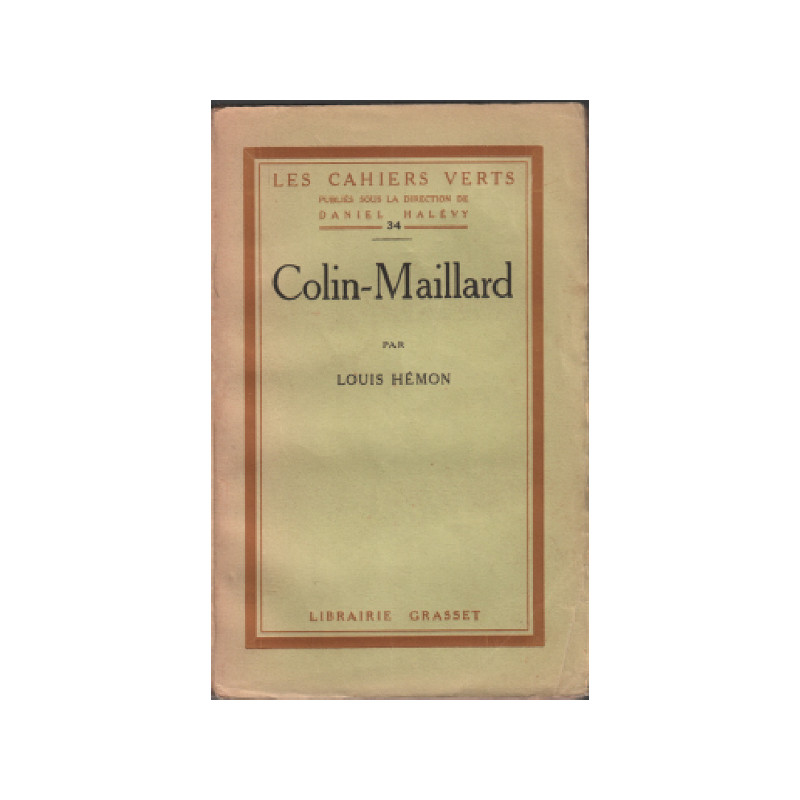 LES CAHIERS VERTS
PUBLIÉS SOUS LA DIRECTION DE
DANIEL HALÉVY
34
Colin-Maillard
PAR
LOUIS HÉMON
LIBRAIRIE GRASSET